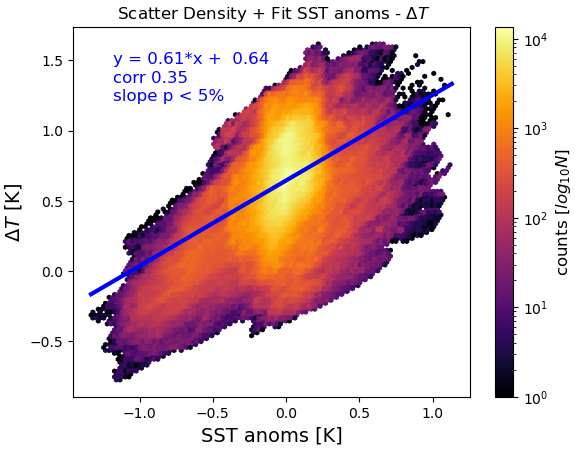 Scatter Density + Fit SST anoms - ΔT
y = 0.61*x + 0.64
corr 0.35
slope p < 5%
ΔT [K]
1.5
1.0
0.5
0.0
−0.5
−1.0
−0.5
0.0
0.5
1.0
SST anoms [K]
10⁴
10³
10²
10¹
10⁰
counts [log₁₀N]